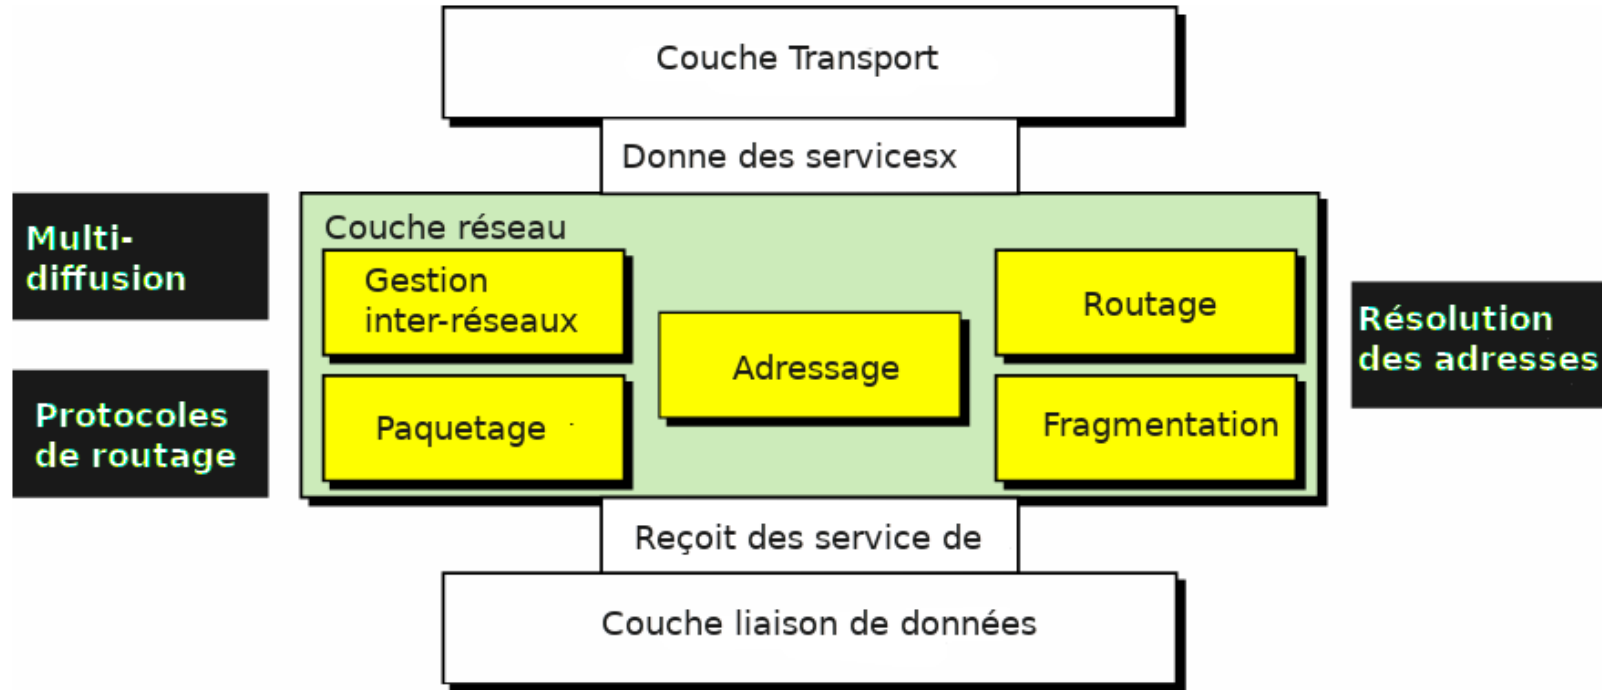 Couche Transport
Donne des servicesx
Multi-
diffusion
Protocoles
de routage
Couche réseau
Gestion
inter-réseaux
Paquetage
Adressage
Routage
Fragmentation
Résolution
des adresses
Reçoit des service de
Couche liaison de données